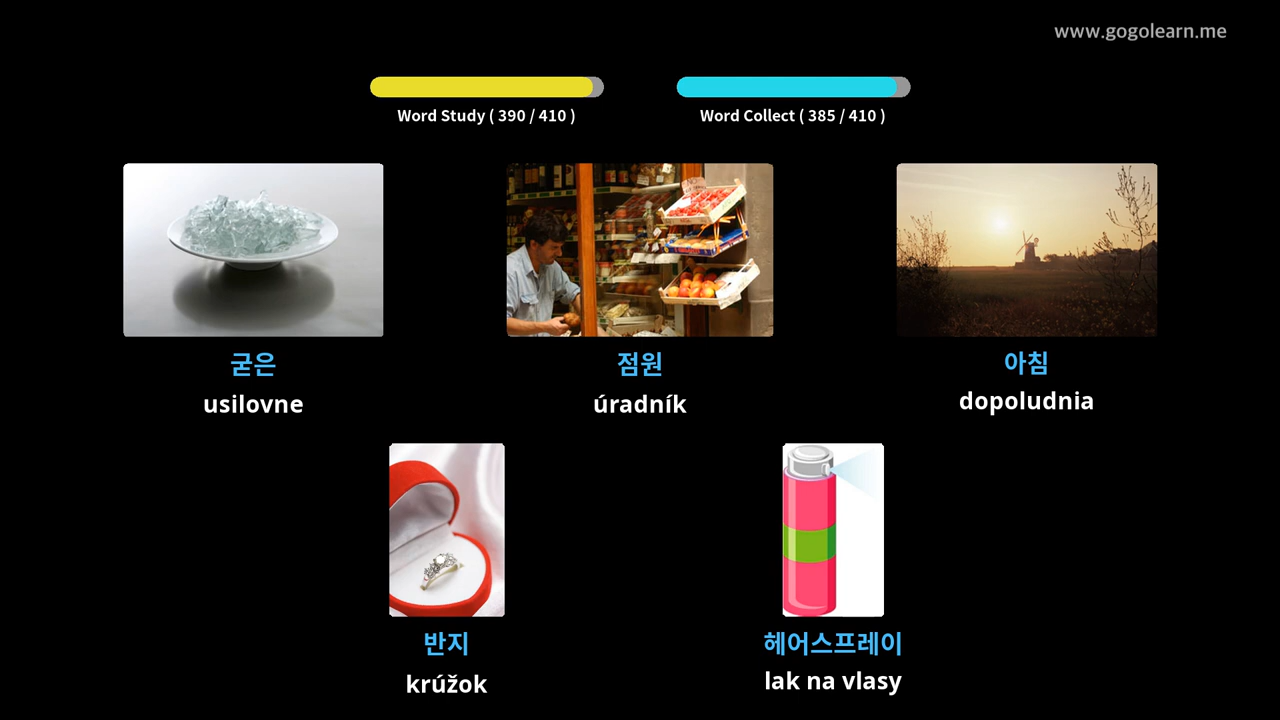 www.gogolearn.me
Word Study ( 390 / 410 )
Word Collect ( 385 / 410 )
굳은
usilovne
점원
úradník
아침
dopoludnia
반지
krúžok
헤어스프레이
lak na vlasy